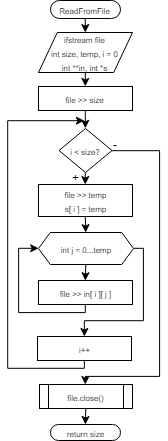 ReadFromFile
ifstream file
int size, temp, i = 0
int **in, int *s
file >> size
i < size?
-
+
file >> temp
s[ i ] = temp
int j = 0...temp
file >> in[ i ][ j ]
i++
file.close()
return size